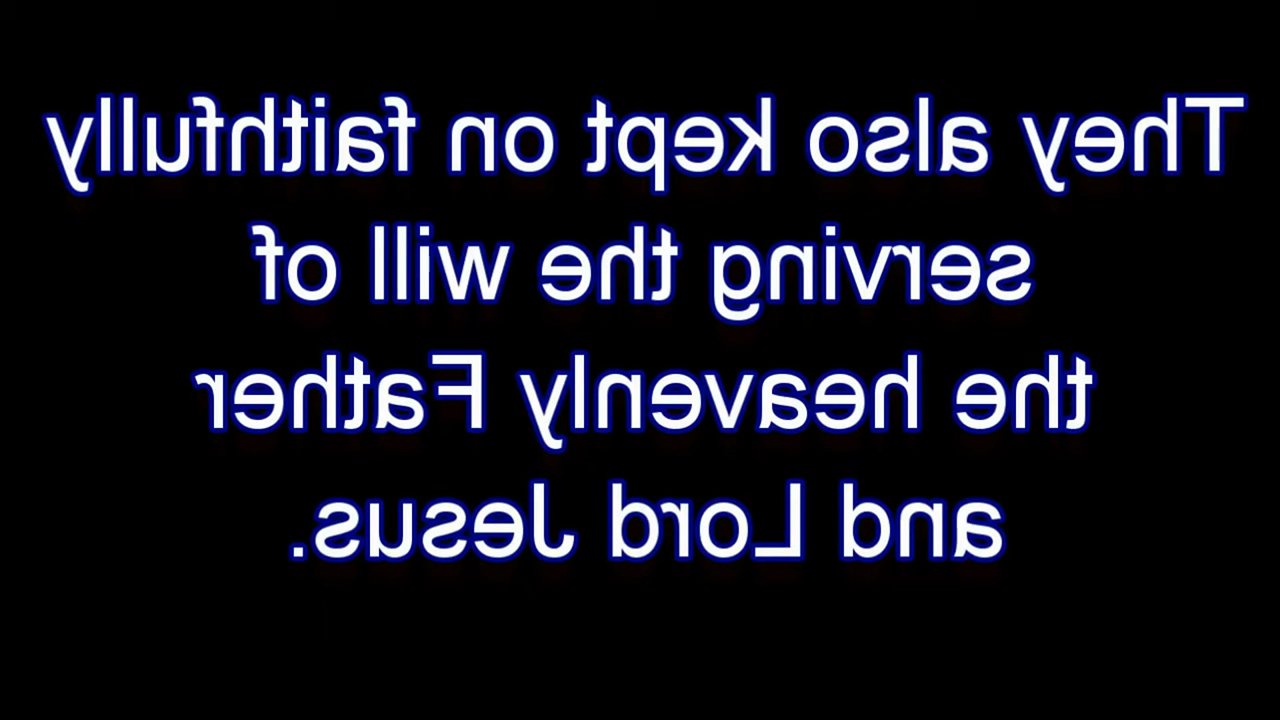 They also kept on faithfully
serving the will of
the heavenly Father
and Lord Jesus.